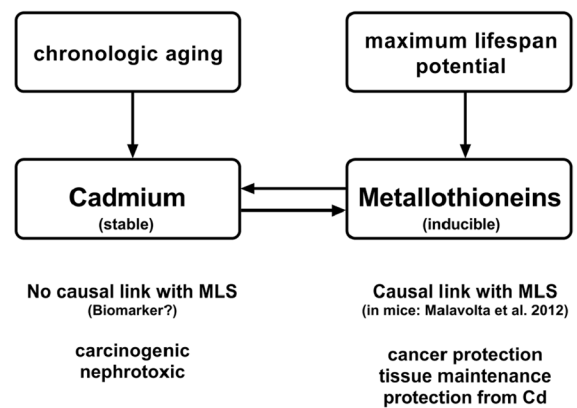 chronologic aging
maximum lifespan
potential
Cadmium
(stable)
Metallothioneins
(inducible)
No causal link with MLS
(Biomarker?)
carcinogenic
nephrotoxic
Causal link with MLS
(in mice: Malavolta et al. 2012)
cancer protection
tissue maintenance
protection from Cd